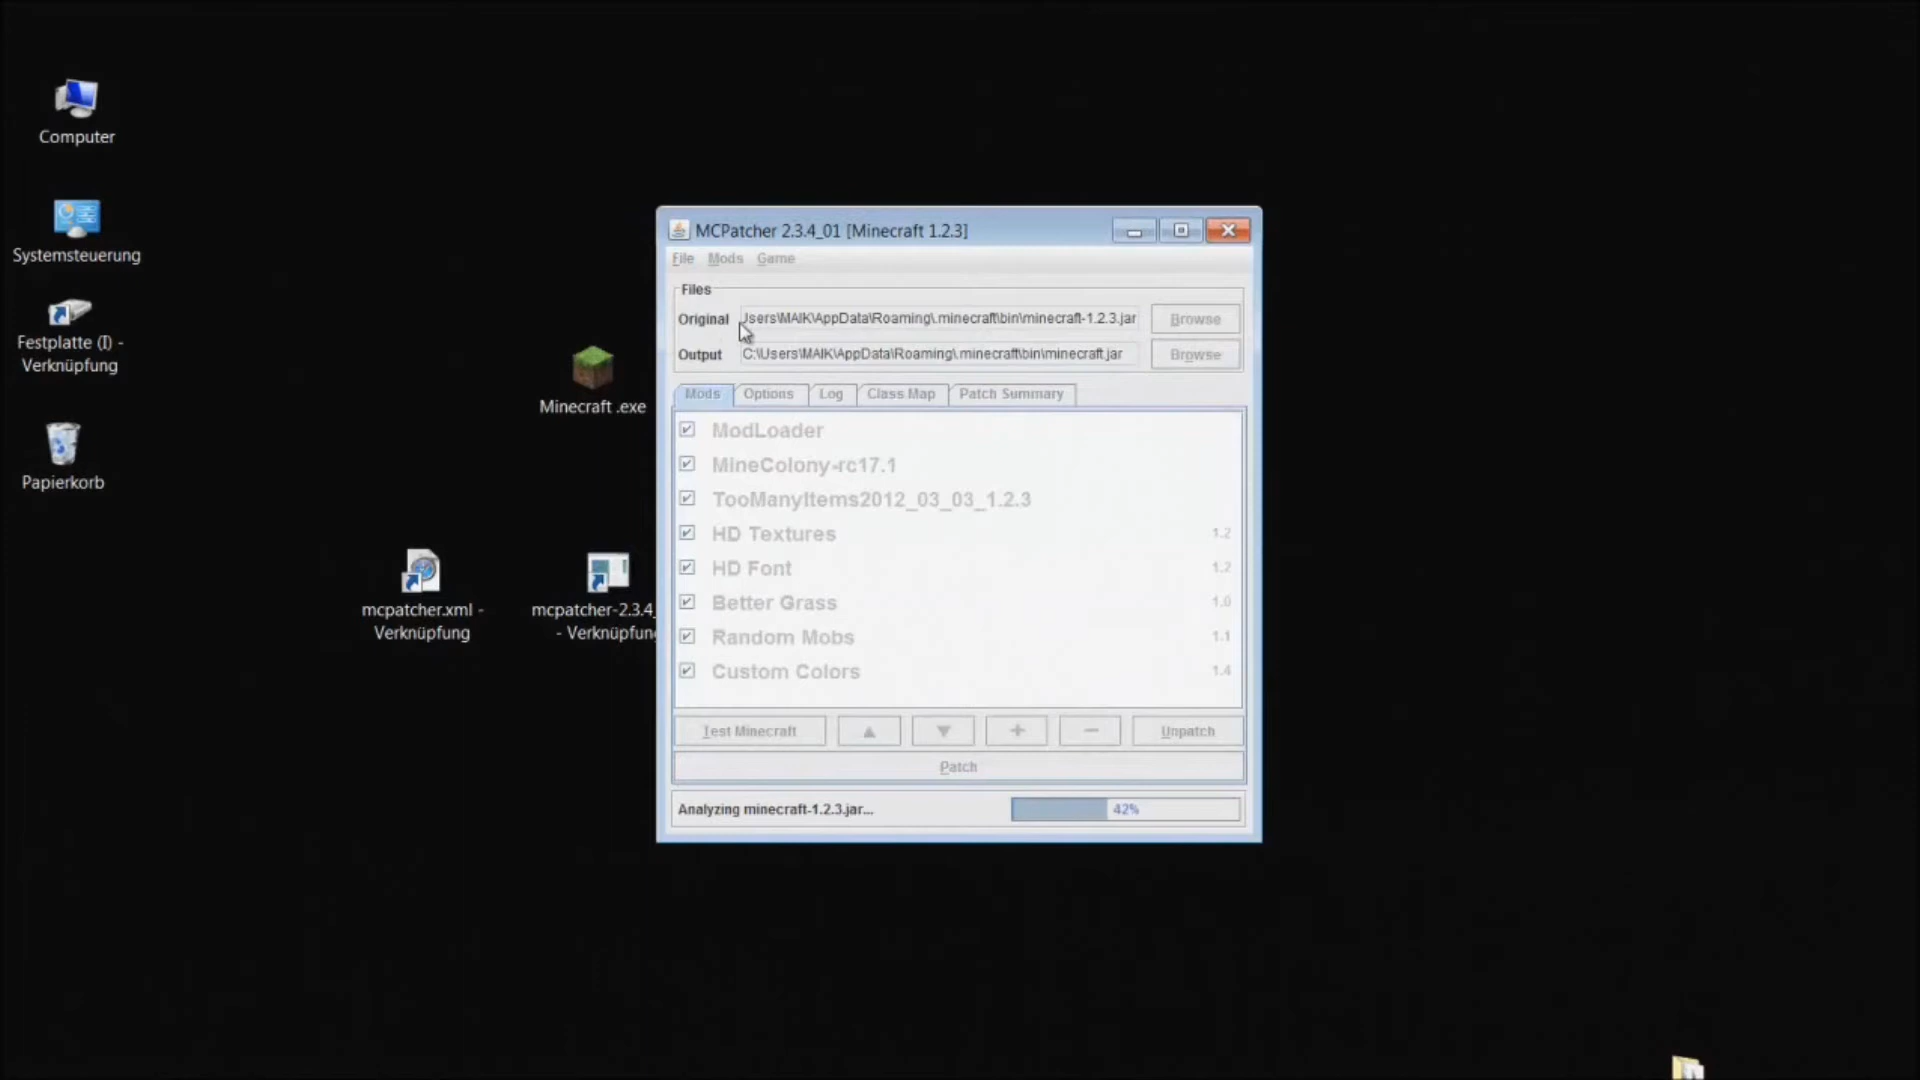 Computer
Systemsteuerung
Festplatte (I) -
Verknüpfung
Papierkorb
Minecraft .exe
mcpatcher.xml -
Verknüpfung
mcpatcher-2.3.4_
- Verknüpfung
MCPatcher 2.3.4_01 [Minecraft 1.2.3]
File Mods Game
Files
Original Users\MAIK\AppData\Roaming\.minecraft\bin\minecraft-1.2.3.jar Browse
Output C:\Users\MAIK\AppData\Roaming\.minecraft\bin\minecraft.jar Browse
Mods Options Log Class Map Patch Summary
ModLoader
MineColony-rc17.1
TooManyItems2012_03_03_1.2.3
HD Textures 1.2
HD Font 1.2
Better Grass 1.0
Random Mobs 1.1
Custom Colors 1.4
Test Minecraft Unpatch
Patch
Analyzing minecraft-1.2.3.jar... 42%